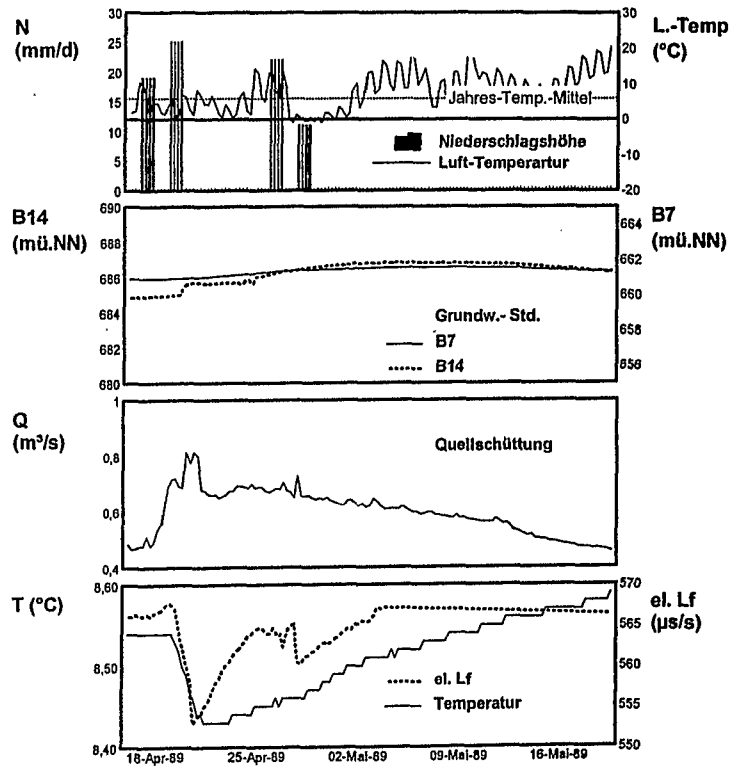 N
(mm/d)
30
25
20
15
10
5
0
L.-Temp
(°C)
30
20
10
0
-10
-20
Jahres-Temp.-Mittel
Niederschlagshöhe
Luft-Temperartur
B14
(mü.NN)
690
688
686
684
682
680
B7
(mü.NN)
664
662
660
658
656
Grundw.- Std.
B7
B14
Q
(m³/s)
1
0,8
0,6
0,4
Quellschüttung
T (°C)
8,60
8,50
8,40
el. Lf
(µs/s)
570
565
560
555
550
el. Lf
Temperatur
18-Apr-89
25-Apr-89
02-Mai-89
09-Mai-89
16-Mai-89